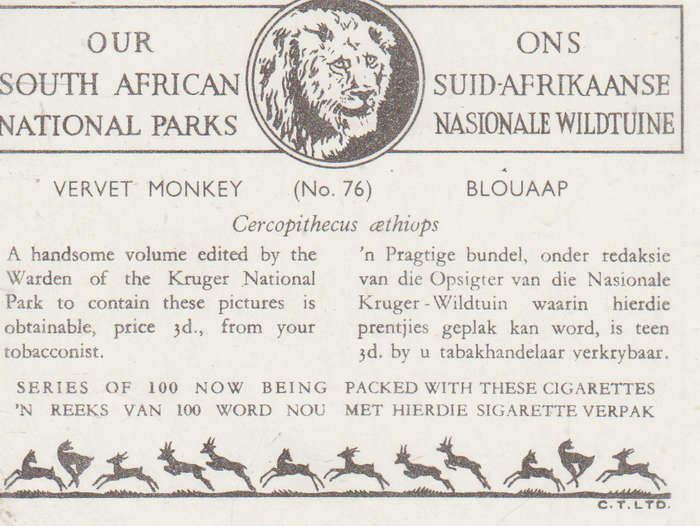 OUR
SOUTH AFRICAN
NATIONAL PARKS
ONS
SUID-AFRIKAANSE
NASIONALE WILDTUINE
VERVET MONKEY (No. 76) BLOUAAP
Cercopithecus æthiops
A handsome volume edited by the
Warden of the Kruger National
Park to contain these pictures is
obtainable, price 3d., from your
tobacconist.
'n Pragtige bundel, onder redaksie
van die Opsigter van die Nasionale
Kruger-Wildtuin waarin hierdie
prentjies geplak kan word, is teen
3d. by u tabakhandelaar verkrybaar.
SERIES OF 100 NOW BEING PACKED WITH THESE CIGARETTES
'N REEKS VAN 100 WORD NOU MET HIERDIE SIGARETTE VERPAK
C.T.LTD.